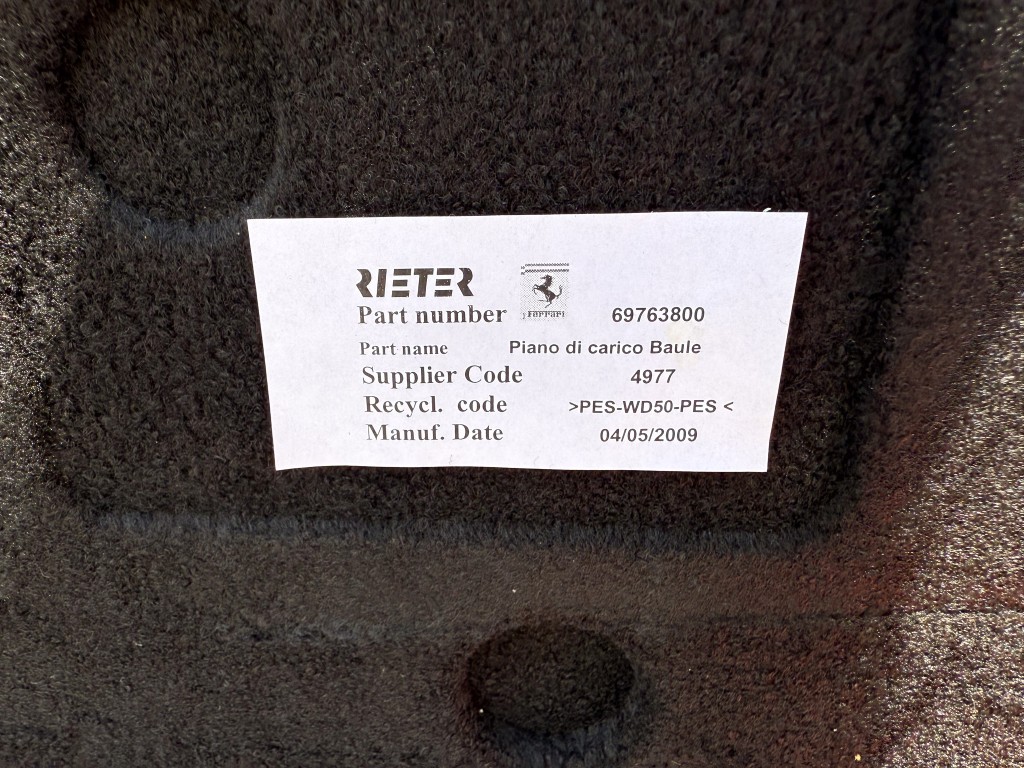 RIETER
Ferrari
Part number 69763800
Part name Piano di carico Baule
Supplier Code 4977
Recycl. code >PES-WD50-PES <
Manuf. Date 04/05/2009